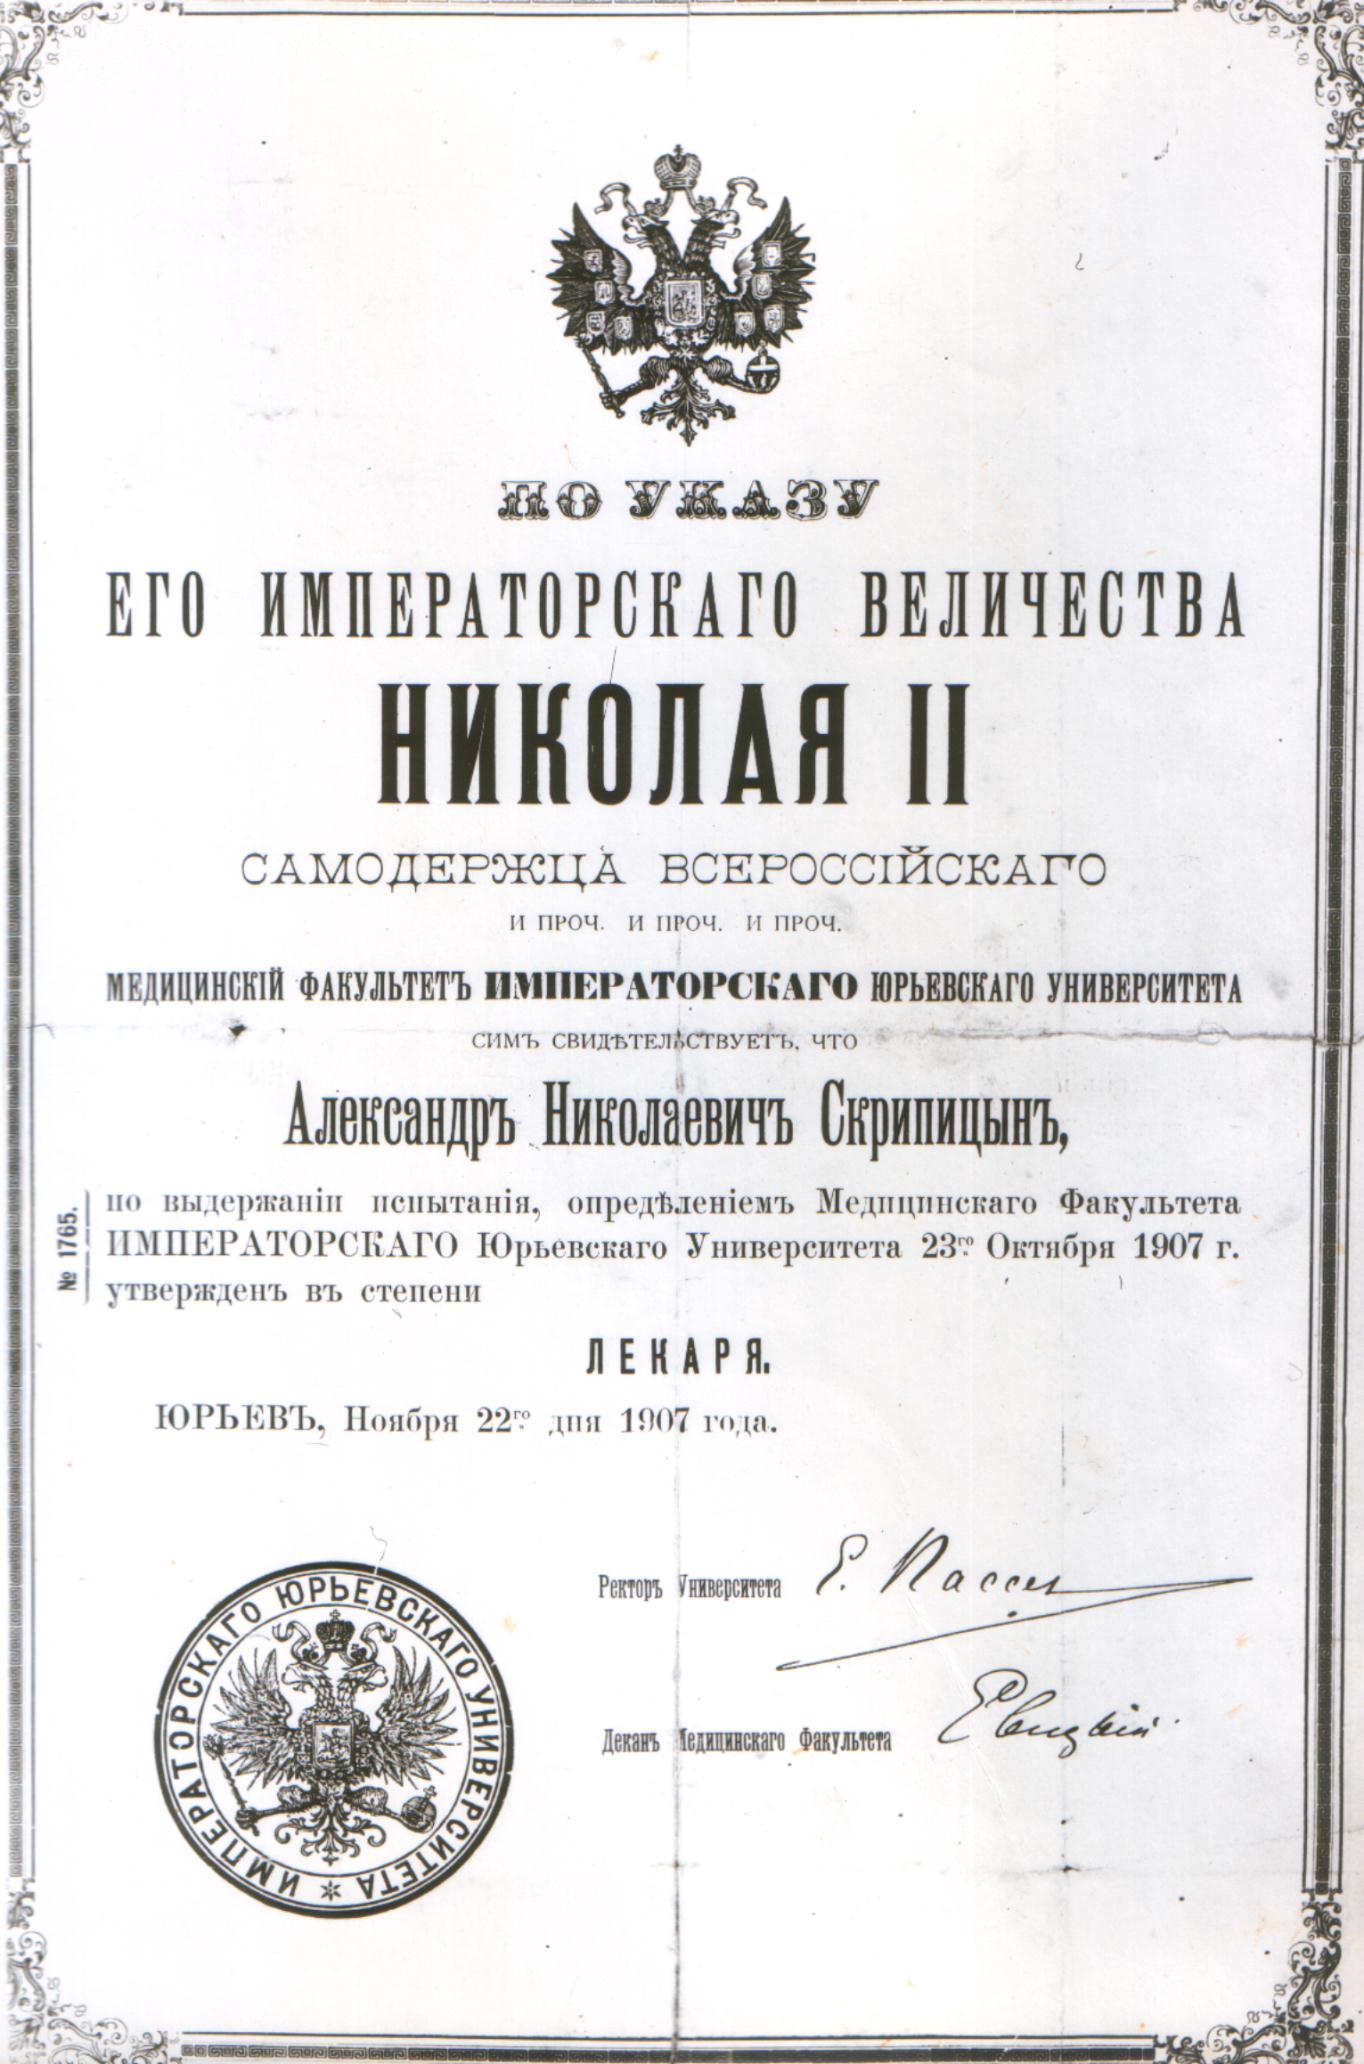 ПО УКАЗУ
ЕГО ИМПЕРАТОРСКАГО ВЕЛИЧЕСТВА
НИКОЛАЯ II
САМОДЕРЖЦА ВСЕРОССІЙСКАГО
И ПРОЧ. И ПРОЧ. И ПРОЧ.
МЕДИЦИНСКІЙ ФАКУЛЬТЕТЪ ИМПЕРАТОРСКАГО ЮРЬЕВСКАГО УНИВЕРСИТЕТА
СИМЪ СВИДѢТЕЛЬСТВУЕТЪ, ЧТО
Александръ Николаевичъ Скрипицынъ,
№ 1765.
по выдержаніи испытанія, опредѣленіемъ Медицинскаго Факультета
ИМПЕРАТОРСКАГО Юрьевскаго Университета 23го Октября 1907 г.
утвержденъ въ степени
ЛЕКАРЯ.
ЮРЬЕВЪ, Ноября 22го дня 1907 года.
Ректоръ Университета Е. Пассек
Деканъ Медицинскаго Факультета
ИМПЕРАТОРСКАГО ЮРЬЕВСКАГО УНИВЕРСИТЕТА